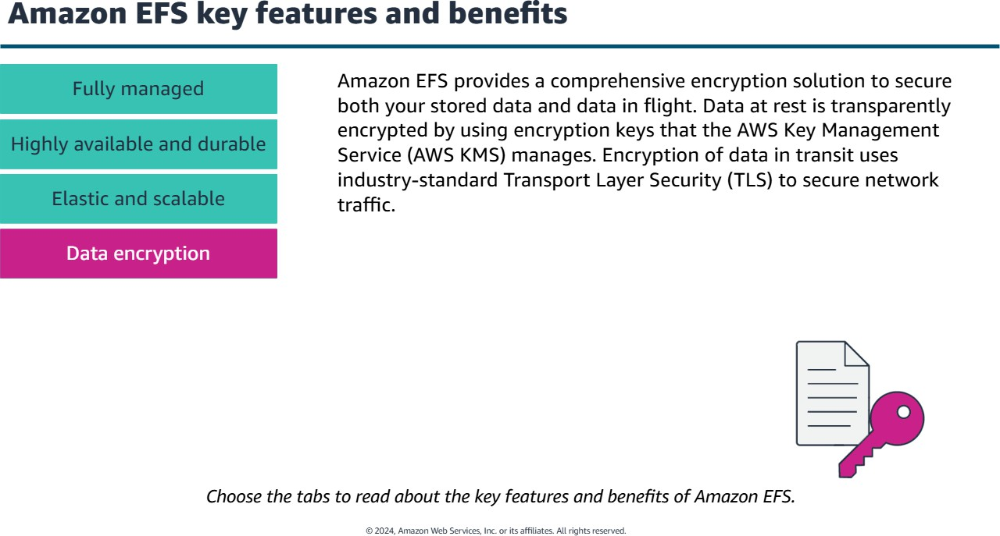 Amazon EFS key features and benefits
Fully managed
Highly available and durable
Elastic and scalable
Data encryption
Amazon EFS provides a comprehensive encryption solution to secure
both your stored data and data in flight. Data at rest is transparently
encrypted by using encryption keys that the AWS Key Management
Service (AWS KMS) manages. Encryption of data in transit uses
industry-standard Transport Layer Security (TLS) to secure network
traffic.
Choose the tabs to read about the key features and benefits of Amazon EFS.
© 2024, Amazon Web Services, Inc. or its affiliates. All rights reserved.